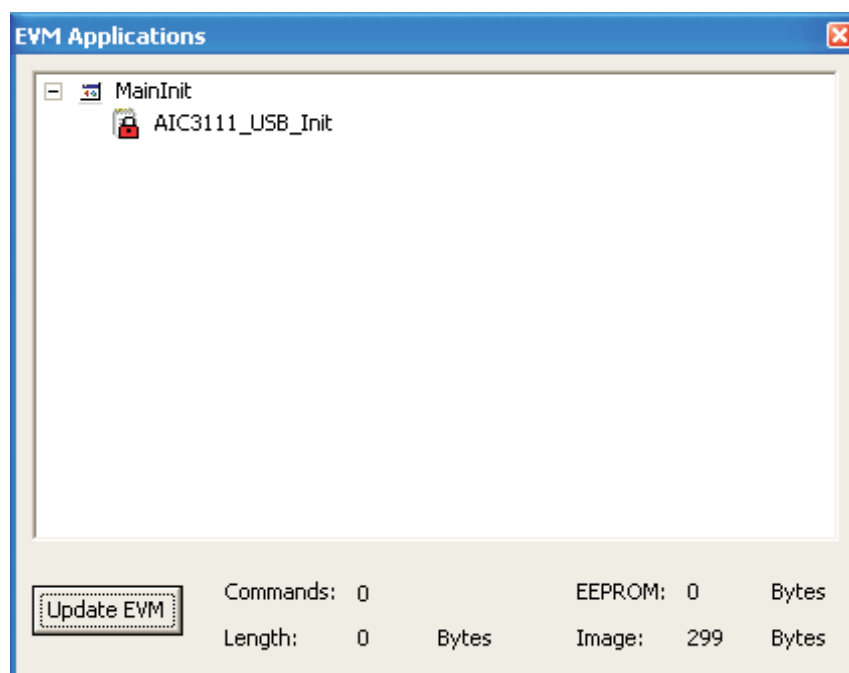 EVM Applications
MainInit
AIC3111_USB_Init
Update EVM
Commands: 0 EEPROM: 0 Bytes
Length: 0 Bytes Image: 299 Bytes